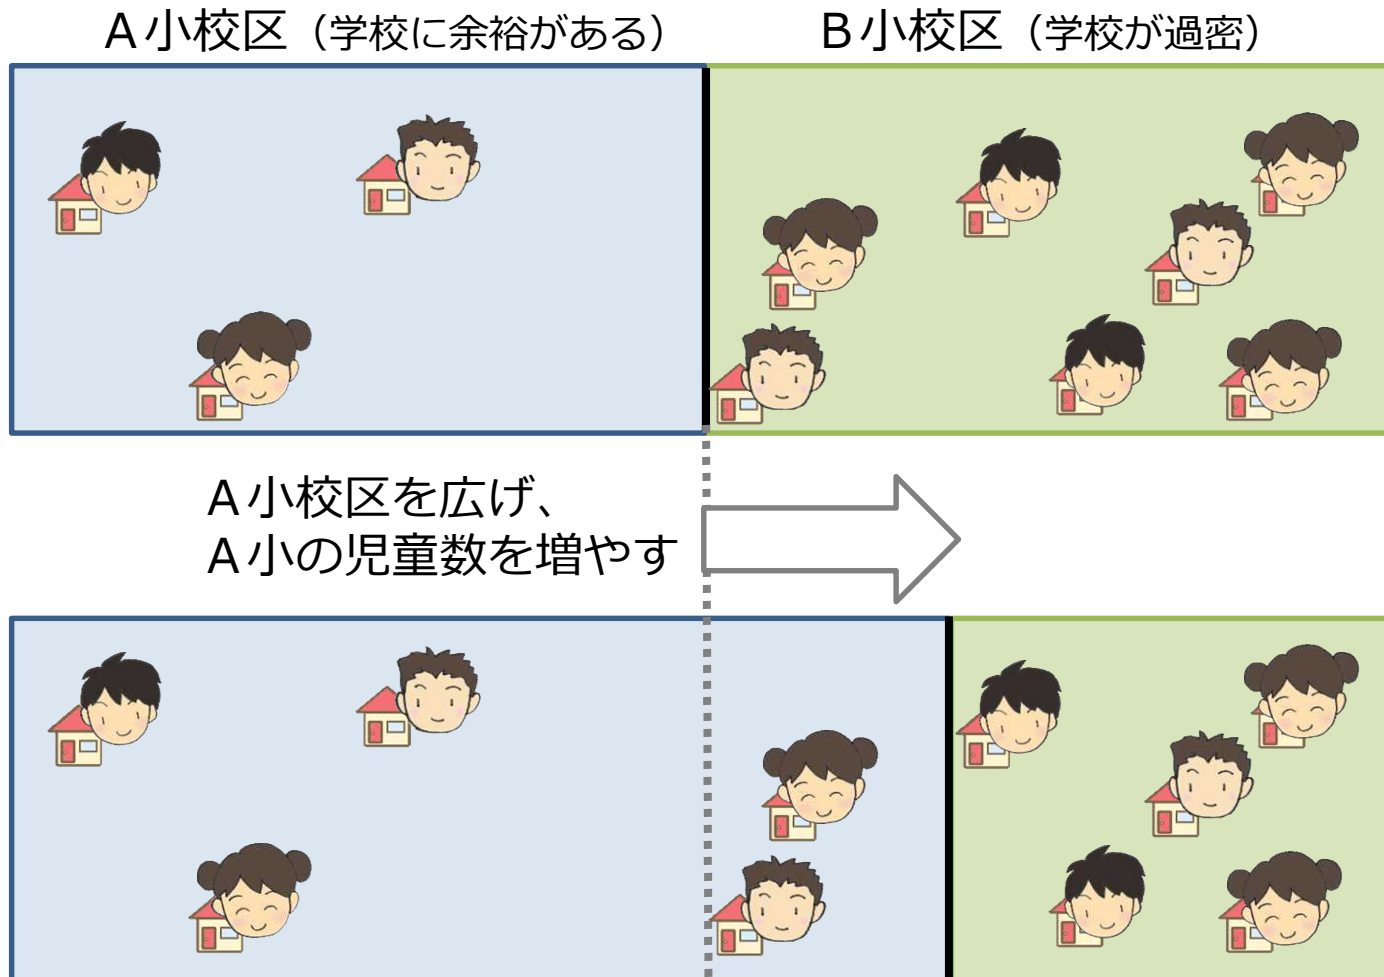 A小校区（学校に余裕がある）
B小校区（学校が過密）
A小校区を広げ、
A小の児童数を増やす